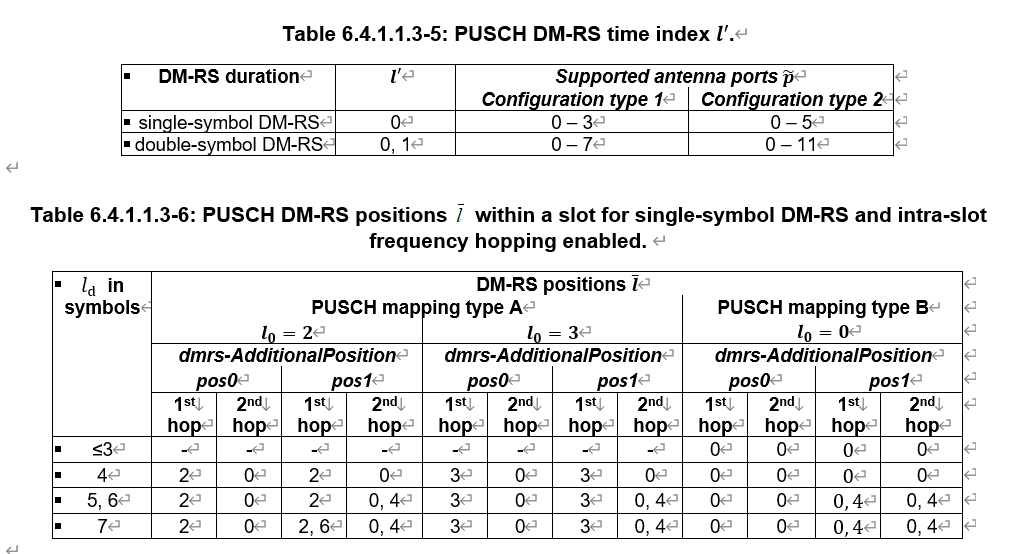 Table 6.4.1.1.3-5: PUSCH DM-RS time index l′.
DM-RS duration l′ Supported antenna ports p̃
Configuration type 1 Configuration type 2
single-symbol DM-RS 0 0 – 3 0 – 5
double-symbol DM-RS 0, 1 0 – 7 0 – 11
Table 6.4.1.1.3-6: PUSCH DM-RS positions l̄ within a slot for single-symbol DM-RS and intra-slot
frequency hopping enabled.
l_d in symbols DM-RS positions l̄
PUSCH mapping type A PUSCH mapping type B
l_0 = 2 l_0 = 3 l_0 = 0
dmrs-AdditionalPosition dmrs-AdditionalPosition dmrs-AdditionalPosition
pos0 pos1 pos0 pos1 pos0 pos1
1st 2nd 1st 2nd 1st 2nd 1st 2nd 1st 2nd 1st 2nd
hop hop hop hop hop hop hop hop hop hop hop hop
≤3 - - - - - - - - 0 0 0 0
4 2 0 2 0 3 0 3 0 0 0 0 0
5, 6 2 0 2 0, 4 3 0 3 0, 4 0 0 0, 4 0, 4
7 2 0 2, 6 0, 4 3 0 3 0, 4 0 0 0, 4 0, 4